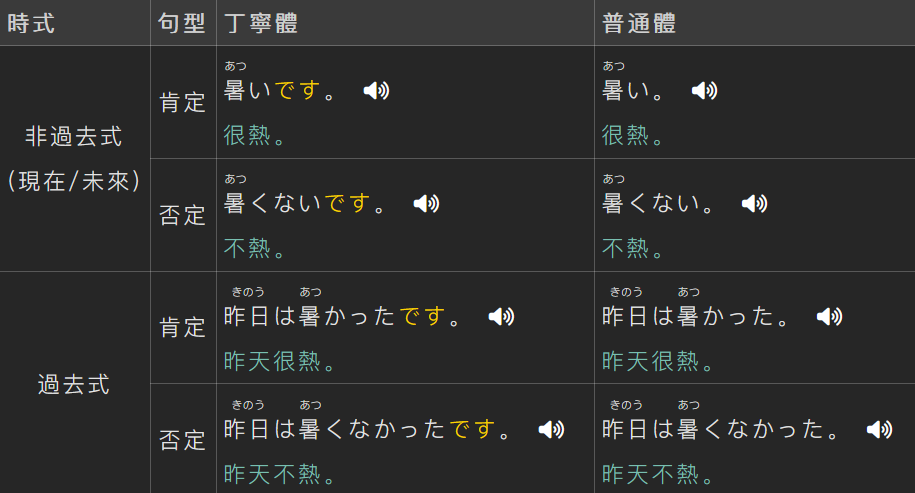 時式 句型 丁寧體 普通體
非過去式
(現在/未來)
肯定
あつ
暑いです。
很熱。
あつ
暑い。
很熱。
否定
あつ
暑くないです。
不熱。
あつ
暑くない。
不熱。
過去式
肯定
きのう あつ
昨日は暑かったです。
昨天很熱。
きのう あつ
昨日は暑かった。
昨天很熱。
否定
きのう あつ
昨日は暑くなかったです。
昨天不熱。
きのう あつ
昨日は暑くなかった。
昨天不熱。